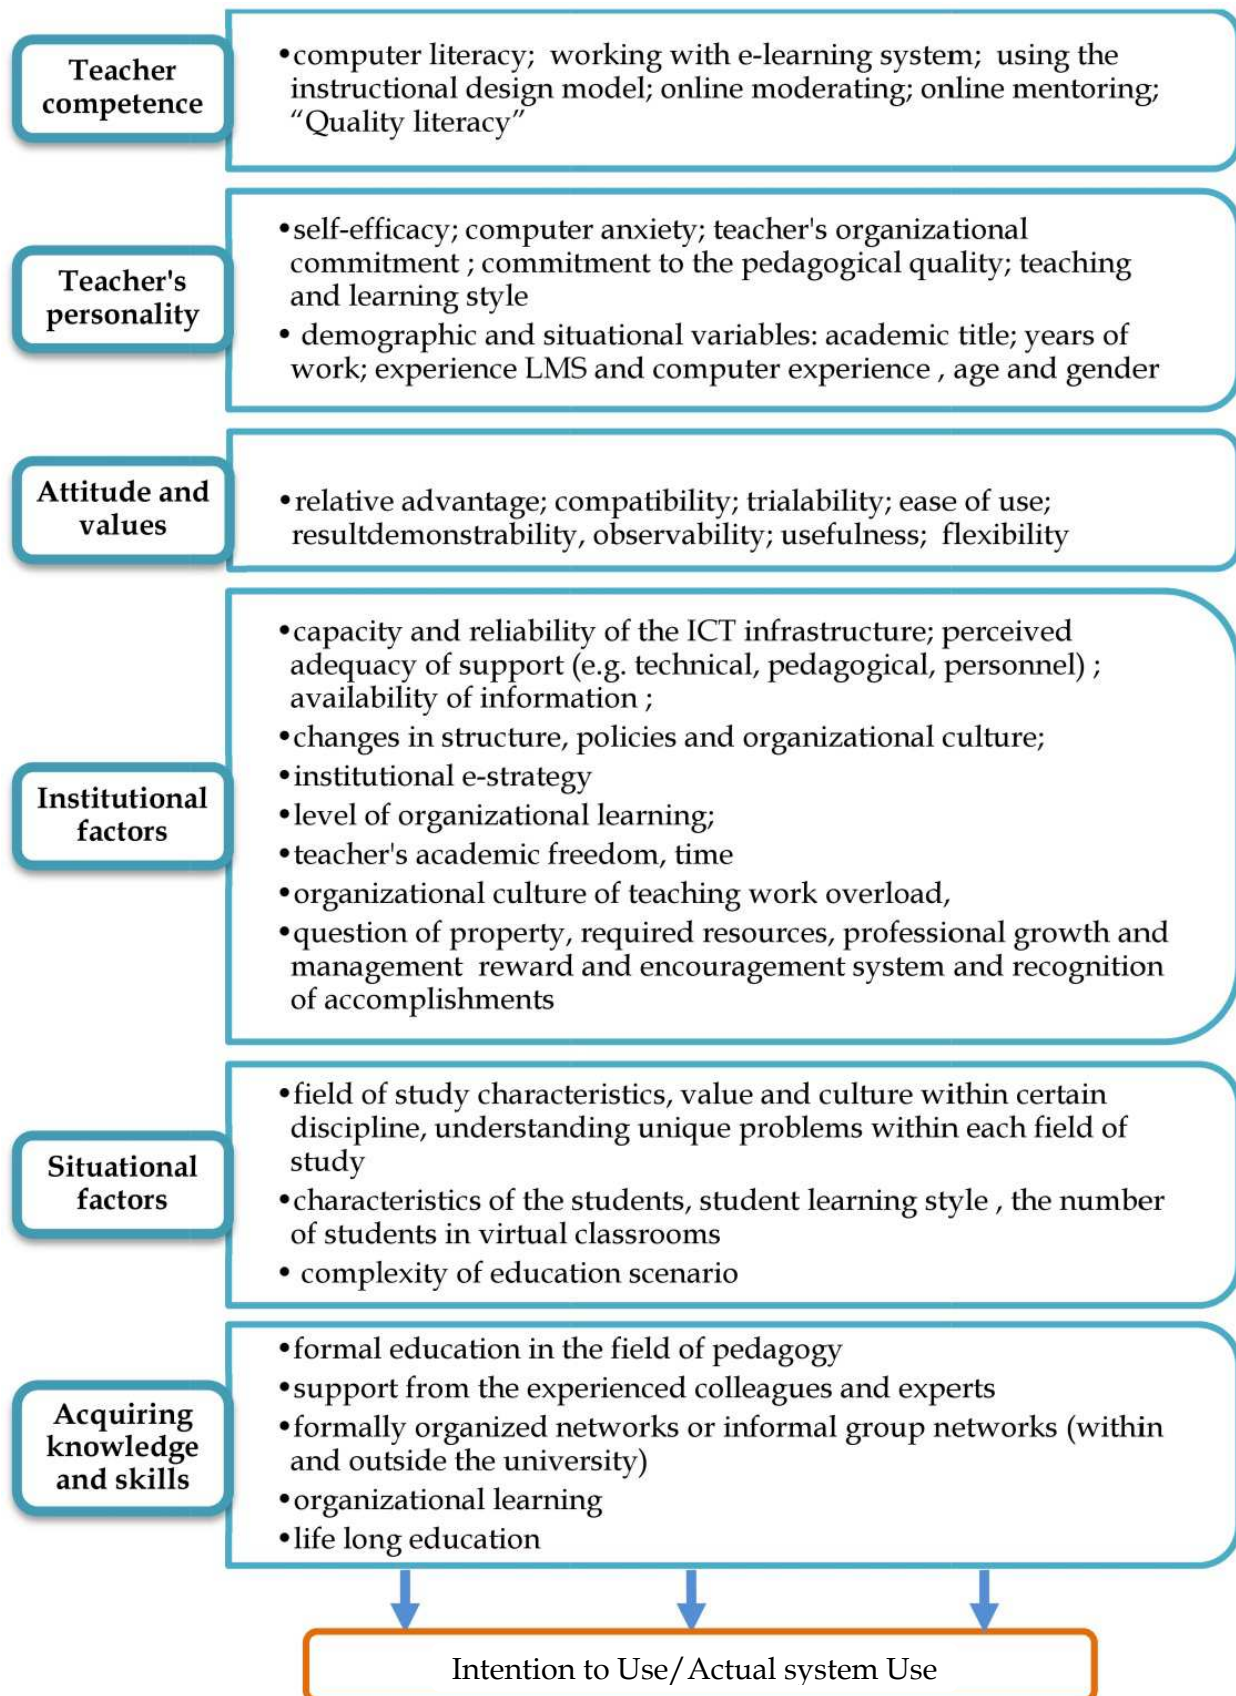 Teacher
competence
•computer literacy;  working with e-learning system;  using the
instructional design model; online moderating; online mentoring;
“Quality literacy”
Teacher's
personality
•self-efficacy; computer anxiety; teacher's organizational
commitment ; commitment to the pedagogical quality; teaching
and learning style
• demographic and situational variables: academic title; years of
work; experience LMS and computer experience , age and gender
Attitude and
values
•relative advantage; compatibility; trialability; ease of use;
resultdemonstrability, observability; usefulness;  flexibility
Institutional
factors
•capacity and reliability of the ICT infrastructure; perceived
adequacy of support (e.g. technical, pedagogical, personnel) ;
availability of information ;
•changes in structure, policies and organizational culture;
•institutional e-strategy
•level of organizational learning;
•teacher's academic freedom, time
•organizational culture of teaching work overload,
•question of property, required resources, professional growth and
management  reward and encouragement system and recognition
of accomplishments
Situational
factors
•field of study characteristics, value and culture within certain
discipline, understanding unique problems within each field of
study
•characteristics of the students, student learning style , the number
of students in virtual classrooms
• complexity of education scenario
Acquiring
knowledge
and skills
•formal education in the field of pedagogy
•support from the experienced colleagues and experts
•formally organized networks or informal group networks (within
and outside the university)
•organizational learning
•life long education
Intention to Use/Actual system Use